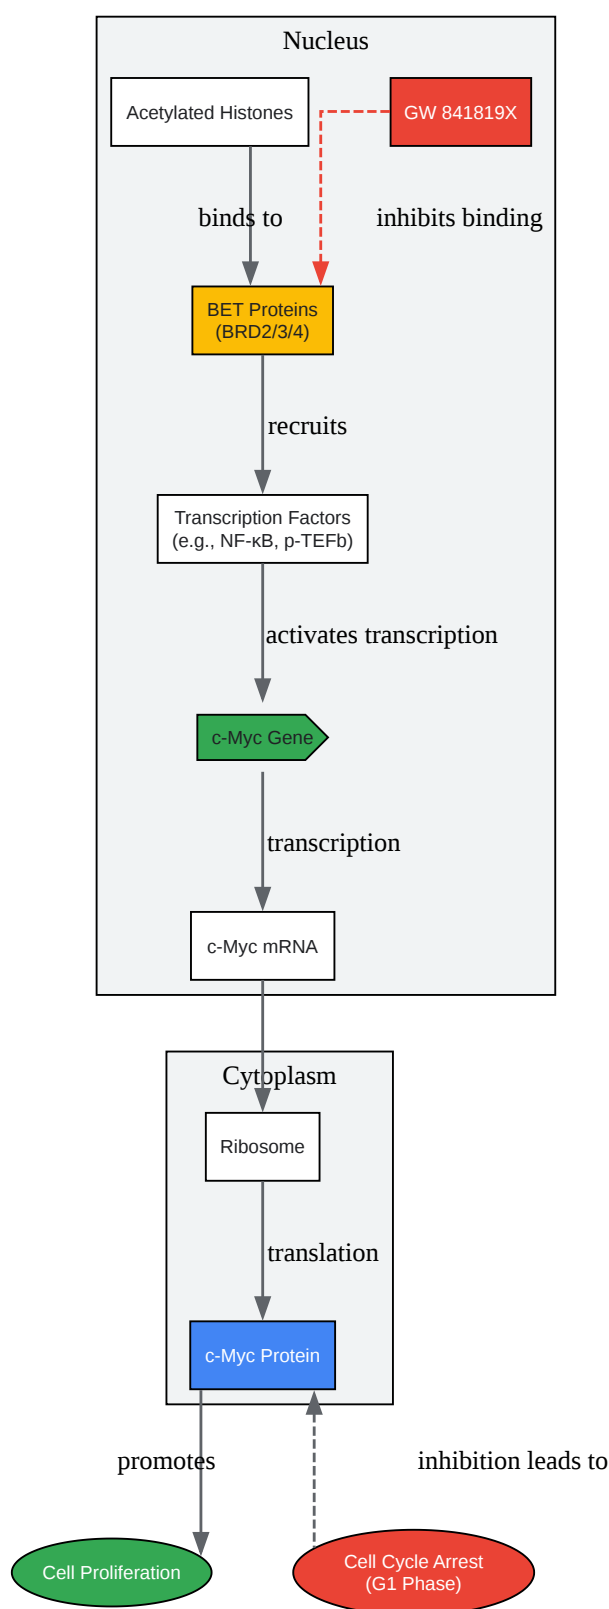 Nucleus
Acetylated Histones
GW 841819X
binds to
inhibits binding
BET Proteins
(BRD2/3/4)
recruits
Transcription Factors
(e.g., NF-κB, p-TEFb)
activates transcription
c-Myc Gene
transcription
c-Myc mRNA
Cytoplasm
Ribosome
translation
c-Myc Protein
promotes
inhibition leads to
Cell Proliferation
Cell Cycle Arrest
(G1 Phase)